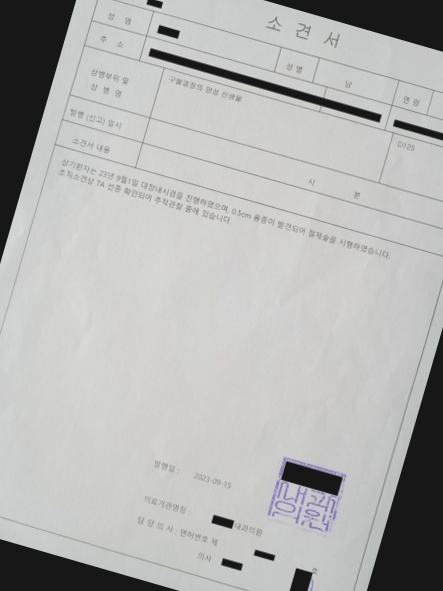 소 견 서
성 명
성 별
남
연 령
주 소
상병부위 및
상 병 명
구불결장의 양성 신생물
D125
발병 (신고) 일시
시 분
소견서 내용
상기환자는 23년 9월1일 대장내시경을 진행하였으며, 0.5cm 용종이 발견되어 절제술을 시행하였습니다.
조직소견상 TA 선종 확인되어 추적관찰 중에 있습니다.
발행일 : 2023-09-15
의료기관명칭 : 내과의원
담 당 의 사 : 면허번호 제
의사
내과
의원